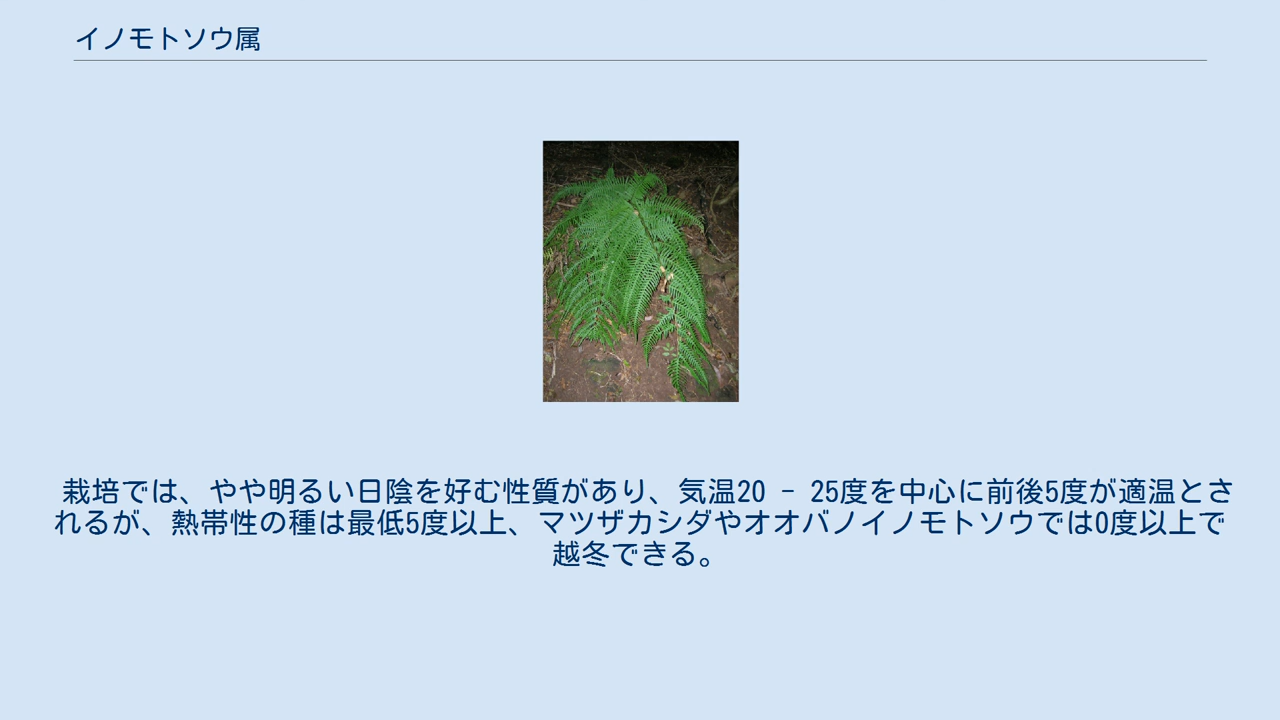 イノモトソウ属
栽培では、やや明るい日陰を好む性質があり、気温20 - 25度を中心に前後5度が適温とさ
れるが、熱帯性の種は最低5度以上、マツザカシダやオオバノイノモトソウでは0度以上で
越冬できる。